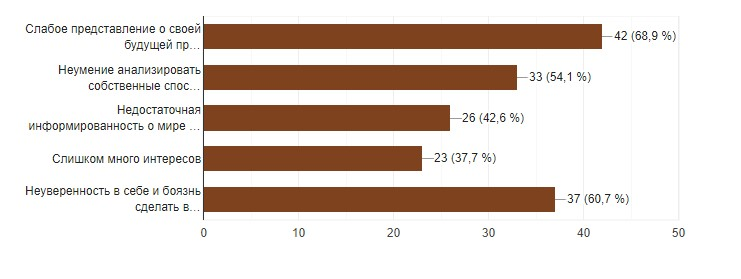 Слабое представление о своей
будущей пр...
42 (68,9 %)
Неумение анализировать
собственные спос...
33 (54,1 %)
Недостаточная
информированность о мире ...
26 (42,6 %)
Слишком много интересов
23 (37,7 %)
Неуверенность в себе и боязнь
сделать в...
37 (60,7 %)
0 10 20 30 40 50